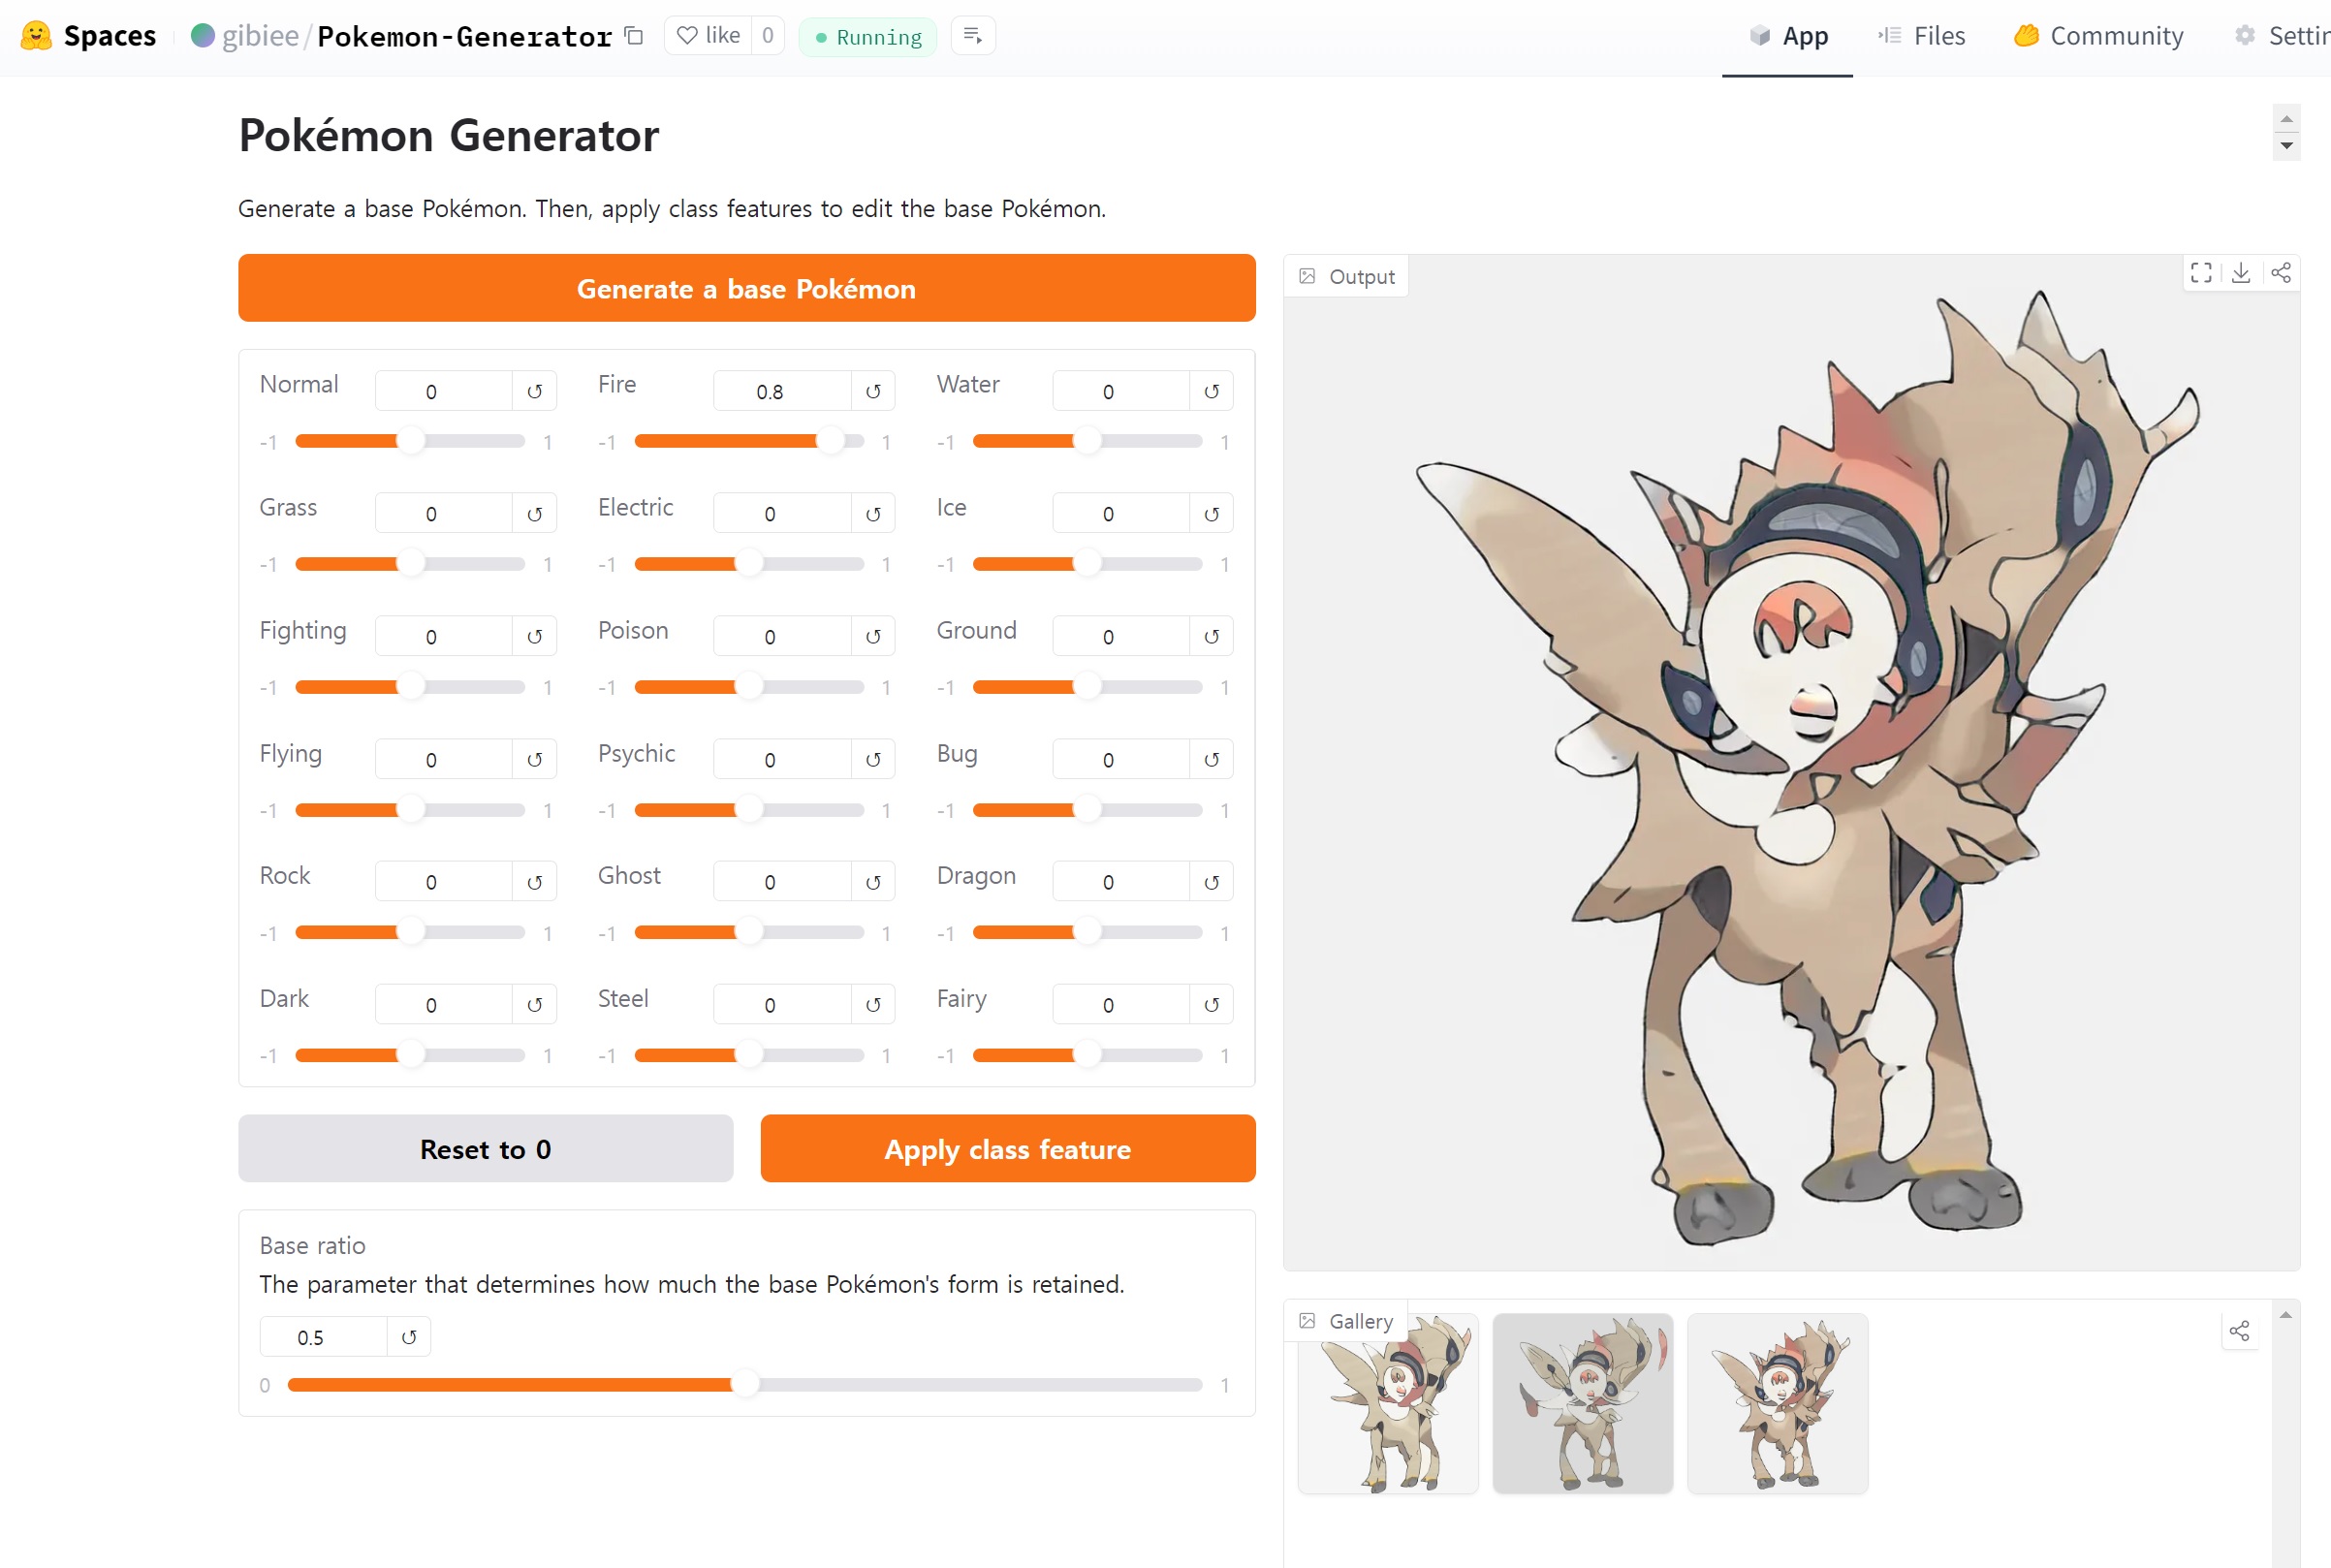 Spaces gibiee/Pokemon-Generator like 0 Running App Files Community Settin
Pokémon Generator
Generate a base Pokémon. Then, apply class features to edit the base Pokémon.
Generate a base Pokémon
Output
Normal 0 Fire 0.8 Water 0
-1 1 -1 1 -1 1
Grass 0 Electric 0 Ice 0
-1 1 -1 1 -1 1
Fighting 0 Poison 0 Ground 0
-1 1 -1 1 -1 1
Flying 0 Psychic 0 Bug 0
-1 1 -1 1 -1 1
Rock 0 Ghost 0 Dragon 0
-1 1 -1 1 -1 1
Dark 0 Steel 0 Fairy 0
-1 1 -1 1 -1 1
Reset to 0 Apply class feature
Base ratio
The parameter that determines how much the base Pokémon's form is retained.
0.5
0 1
Gallery